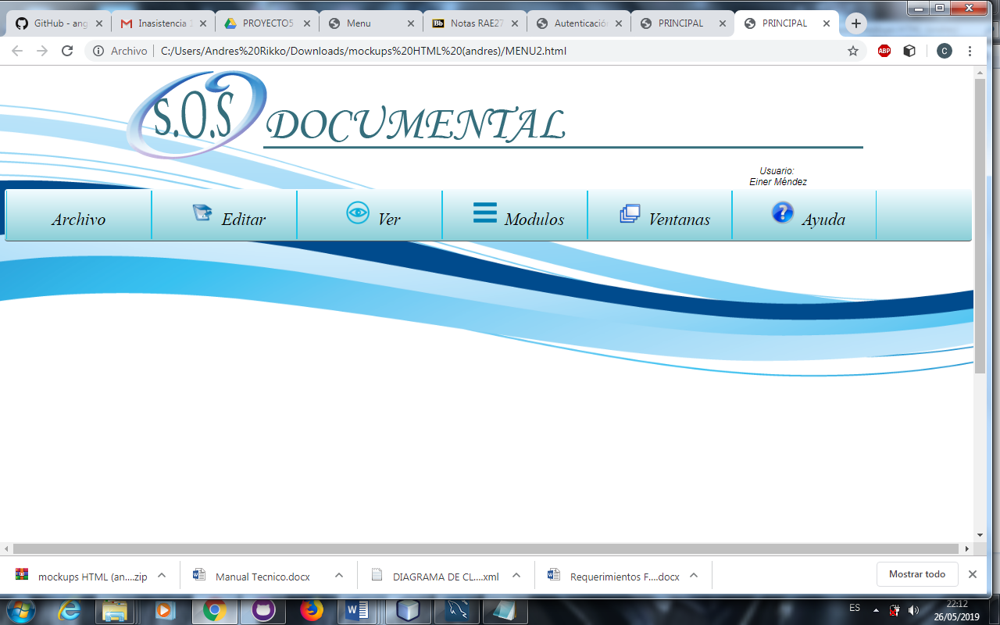 GitHub - ang
Inasistencia 1
PROYECTO5
Menu
Bb Notas RAE27
Autenticación
PRINCIPAL
PRINCIPAL
Archivo C:/Users/Andres%20Rikko/Downloads/mockups%20HTML%20(andres)/MENU2.html
ABP
C
S.O.S DOCUMENTAL
Usuario:
Einer Méndez
Archivo
Editar
Ver
Modulos
Ventanas
Ayuda
mockups HTML (an....zip
Manual Tecnico.docx
DIAGRAMA DE CL....xml
Requerimientos F....docx
Mostrar todo
ES
22:12
26/05/2019